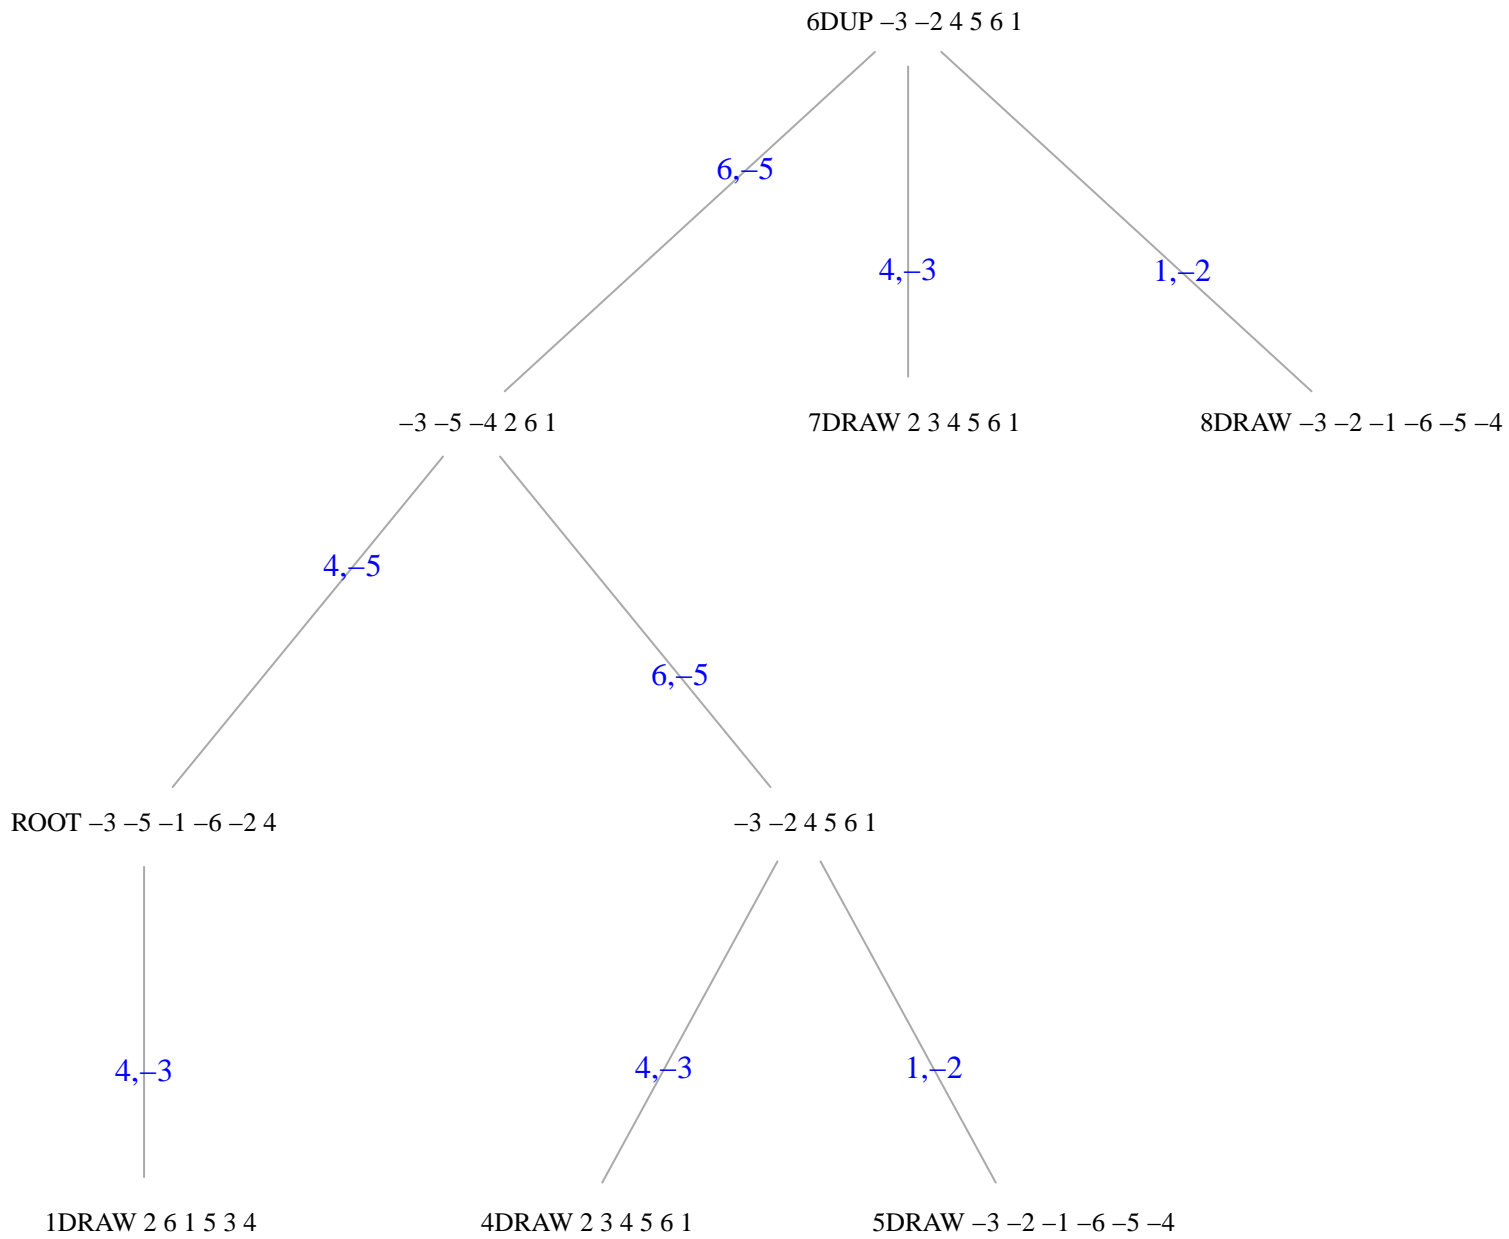 6DUP –3 –2 4 5 6 1
6,–5
4,–3
1,–2
–3 –5 –4 2 6 1
7DRAW 2 3 4 5 6 1
8DRAW –3 –2 –1 –6 –5 –4
4,–5
6,–5
ROOT –3 –5 –1 –6 –2 4
–3 –2 4 5 6 1
4,–3
4,–3
1,–2
1DRAW 2 6 1 5 3 4
4DRAW 2 3 4 5 6 1
5DRAW –3 –2 –1 –6 –5 –4